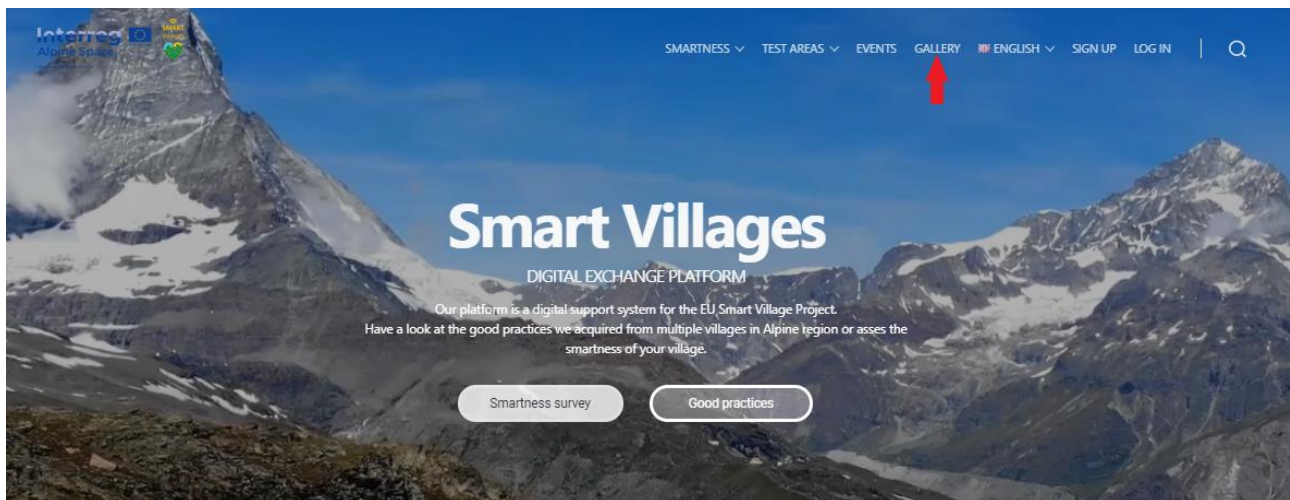 Interreg
Alpine Space
SMART
SMARTNESS TEST AREAS EVENTS GALLERY ENGLISH SIGN UP LOG IN
Smart Villages
DIGITAL EXCHANGE PLATFORM
Our platform is a digital support system for the EU Smart Village Project.
Have a look at the good practices we acquired from multiple villages in Alpine region or asses the
smartness of your village.
Smartness survey Good practices